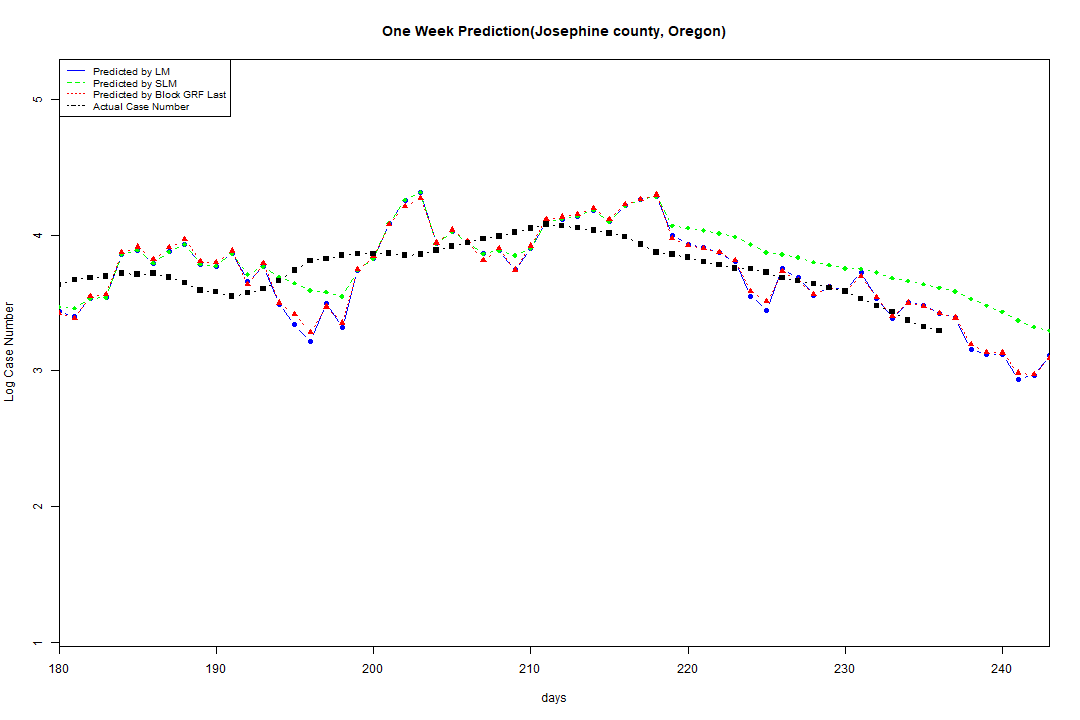 One Week Prediction(Josephine county, Oregon)
Predicted by LM
Predicted by SLM
Predicted by Block GRF Last
Actual Case Number
5
4
3
2
1
Log Case Number
180 190 200 210 220 230 240
days